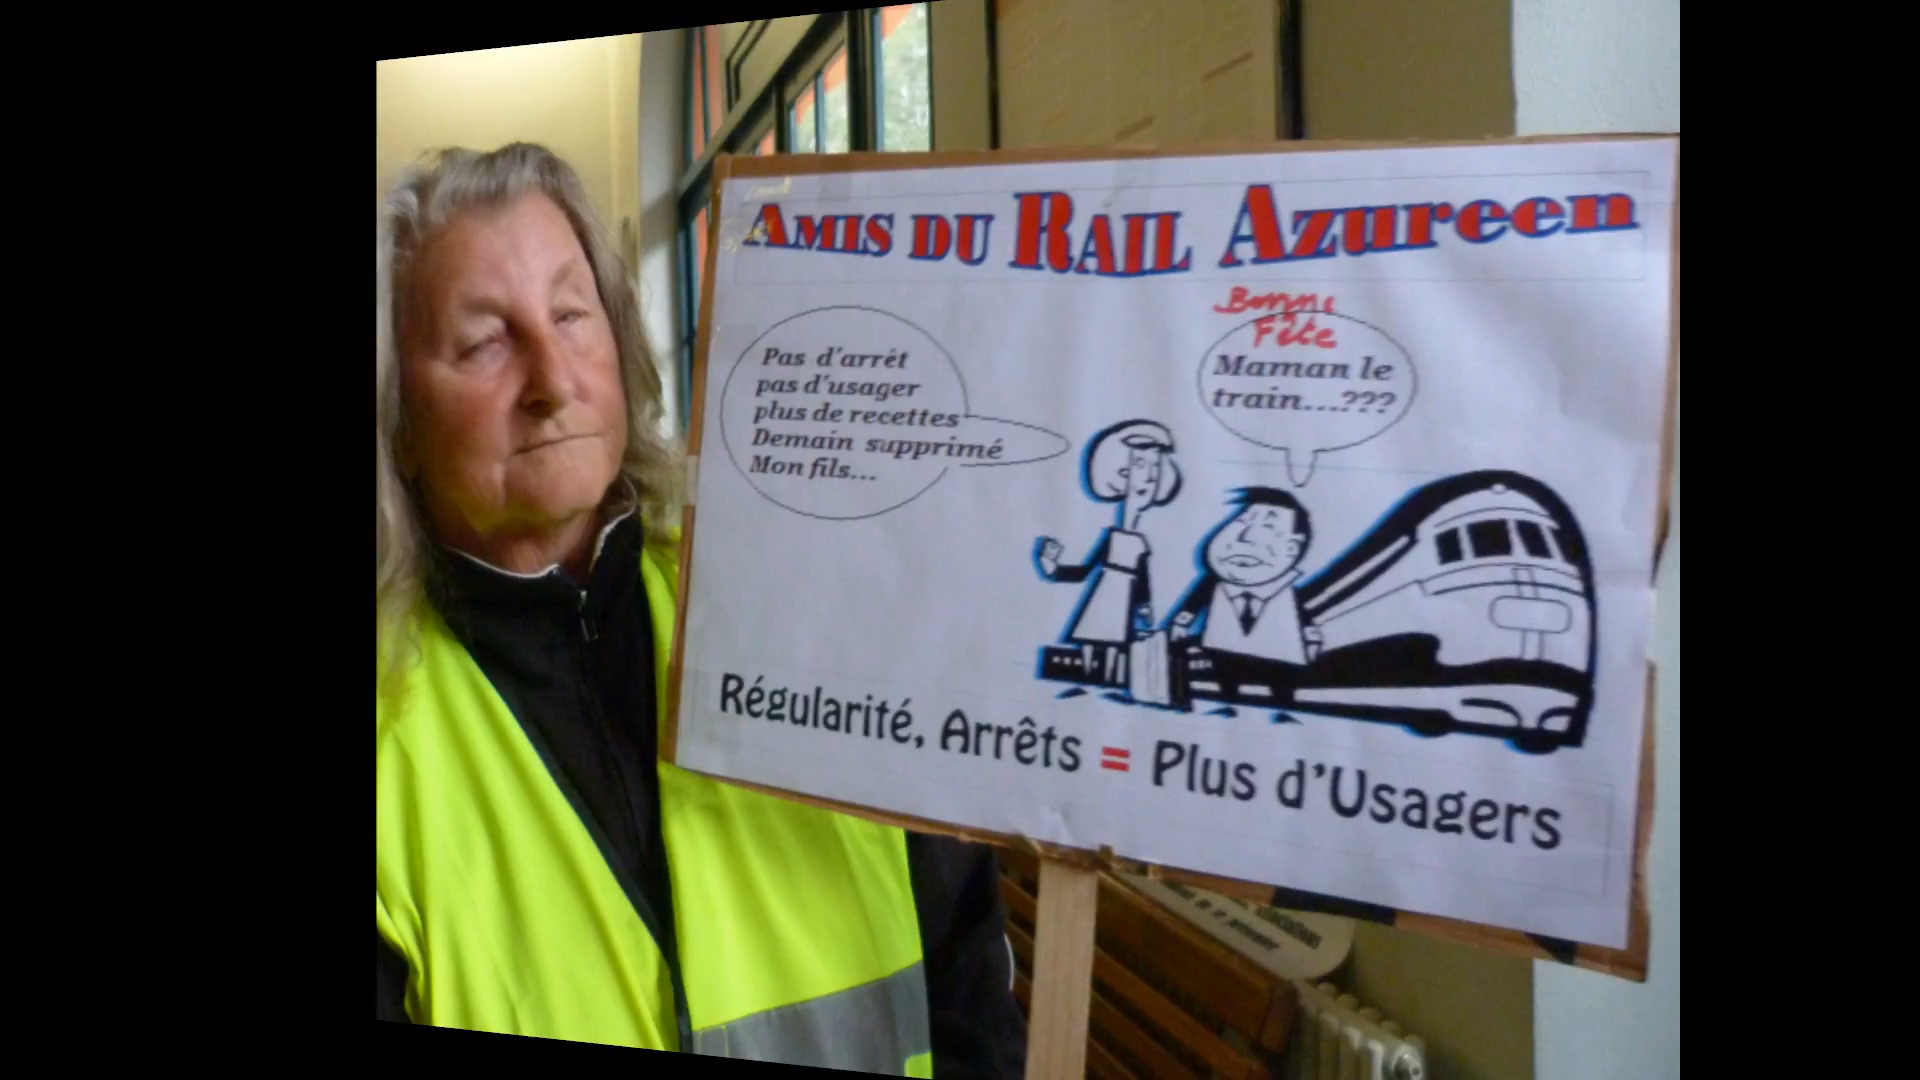 AMIS DU RAIL AZUREEN
Pas d'arrêt
pas d'usager
plus de recettes
Demain supprimé
Mon fils...
Bonne
Fête
Maman le
train....???
Régularité, Arrêts = Plus d'Usagers